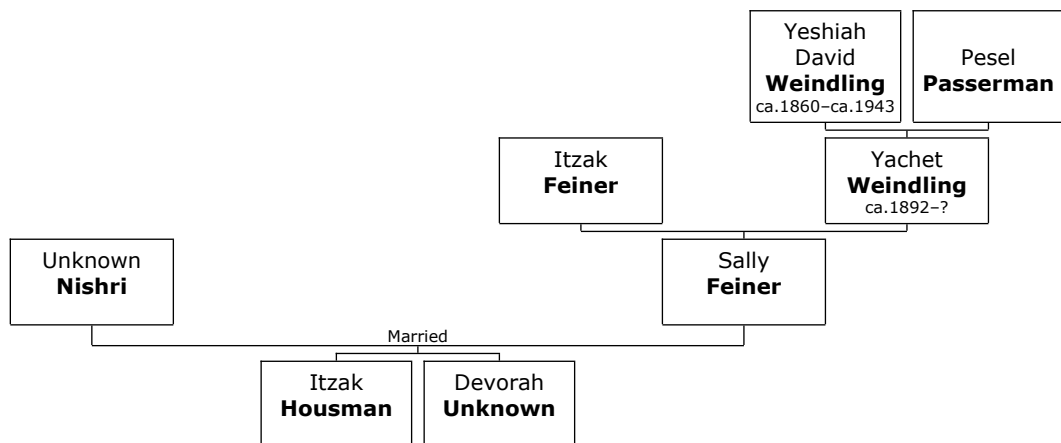 Yeshiah
David
Weindling
ca.1860–ca.1943
Pesel
Passerman
Itzak
Feiner
Yachet
Weindling
ca.1892–?
Unknown
Nishri
Sally
Feiner
Married
Itzak
Housman
Devorah
Unknown